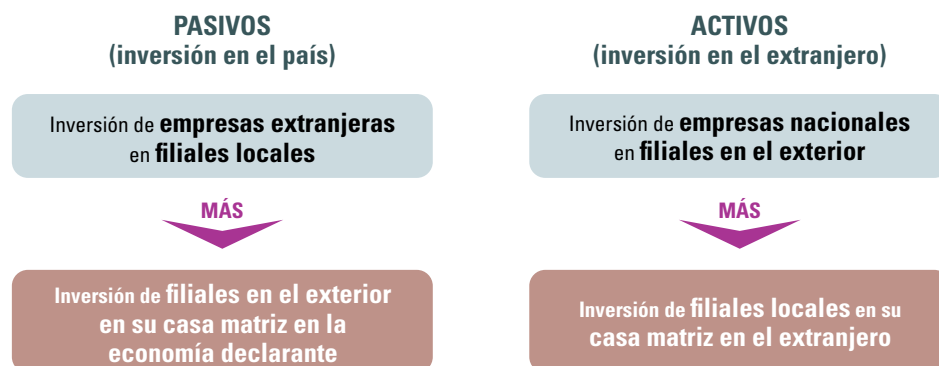 PASIVOS
(inversión en el país)
Inversión de empresas extranjeras
en filiales locales
MÁS
Inversión de filiales en el exterior
en su casa matriz en la
economía declarante
ACTIVOS
(inversión en el extranjero)
Inversión de empresas nacionales
en filiales en el exterior
MÁS
Inversión de filiales locales en su
casa matriz en el extranjero